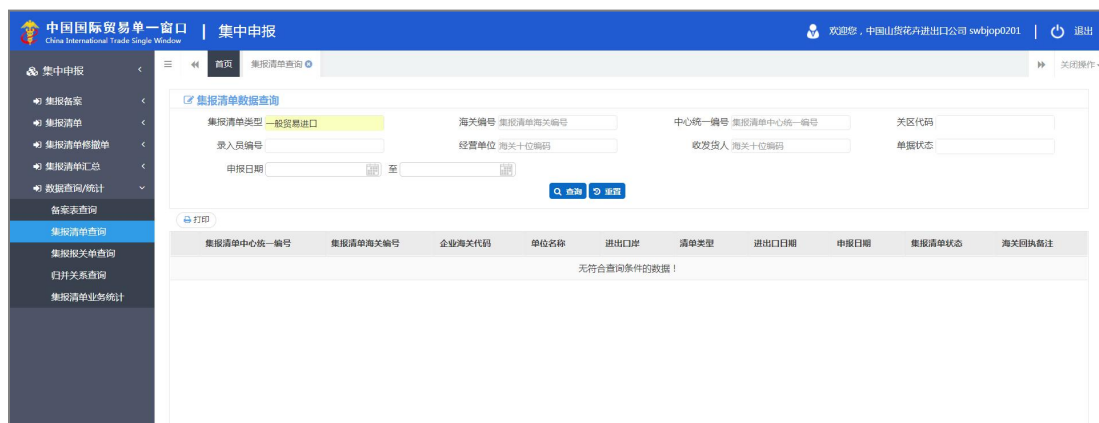 中国国际贸易单一窗口 | 集中申报 欢迎您，中国山货花卉进出口公司 swbjop0201 | 退出
China International Trade Single Window
集中申报 首页 集报清单查询 关闭操作
集报备案
集报清单
集报清单修撤单
集报清单汇总
数据查询/统计
备案表查询
集报清单查询
集报报关单查询
归并关系查询
集报清单业务统计
集报清单数据查询
集报清单类型 一般贸易进口 海关编号 集报清单海关编号 中心统一编号 集报清单中心统一编号 关区代码
录入员编号 经营单位 海关十位编码 收发货人 海关十位编码 单据状态
申报日期 至
查询 重置
打印
集报清单中心统一编号 集报清单海关编号 企业海关代码 单位名称 进出口岸 清单类型 进出口日期 申报日期 集报清单状态 海关回执备注
无符合查询条件的数据！